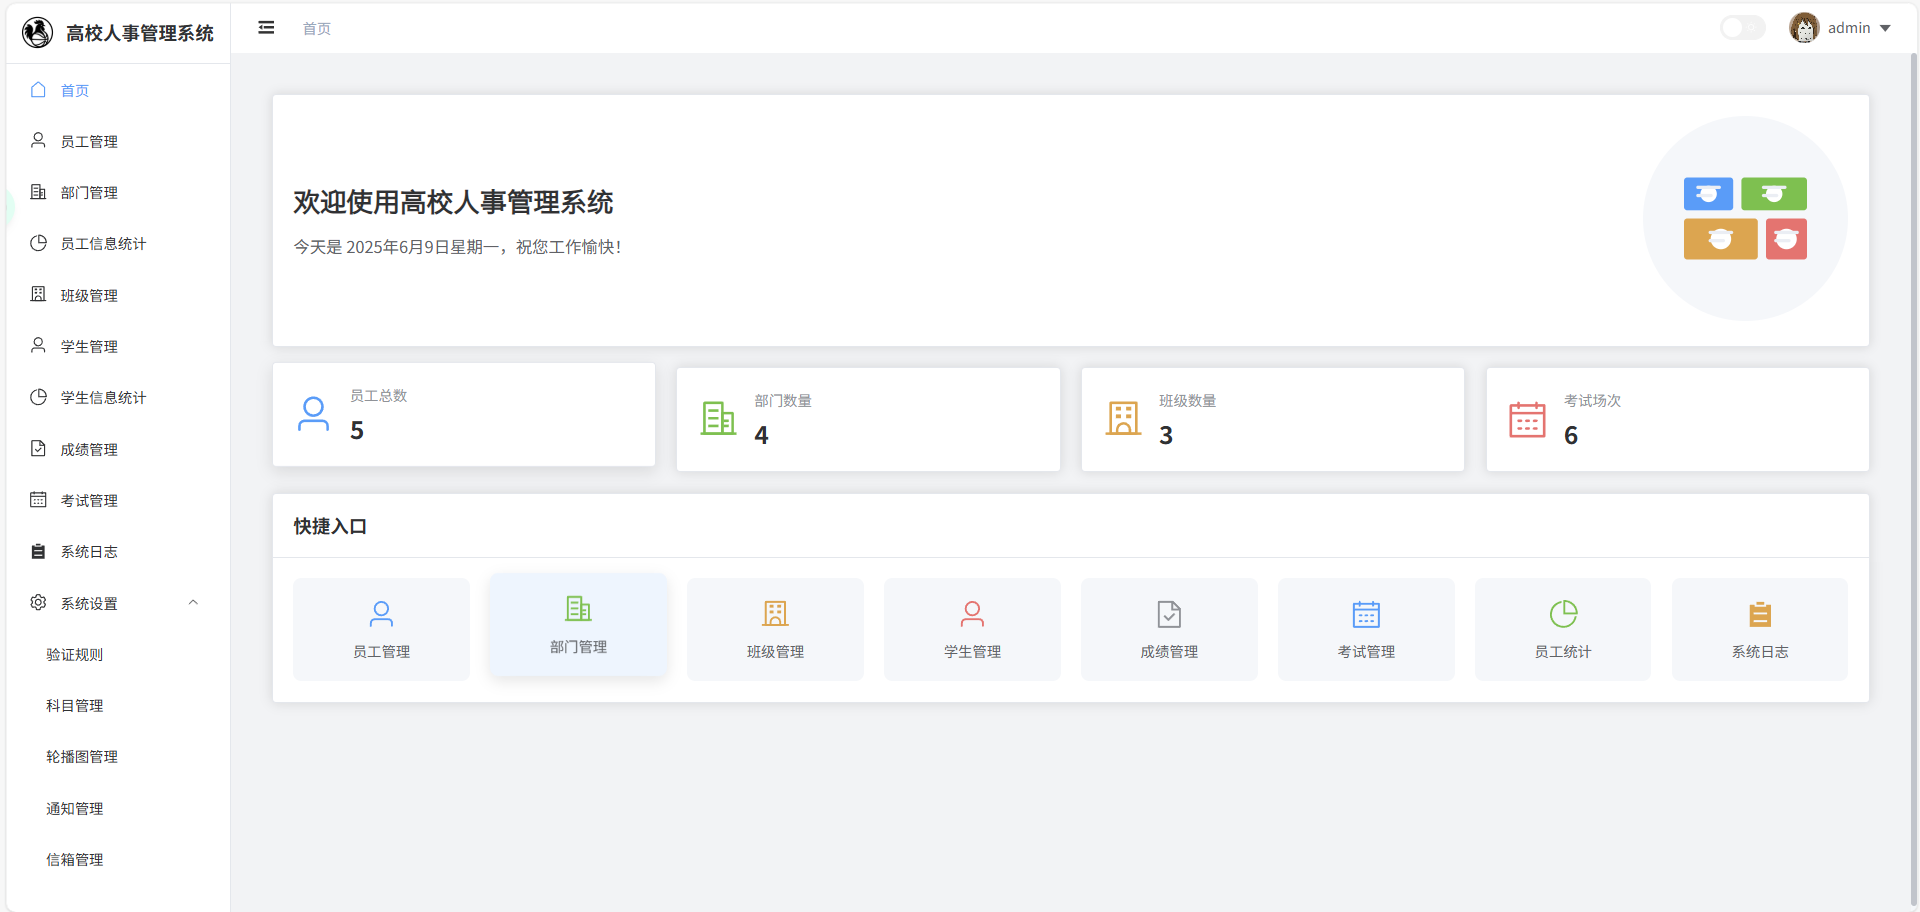 高校人事管理系统
首页
员工管理
部门管理
员工信息统计
班级管理
学生管理
学生信息统计
成绩管理
考试管理
系统日志
系统设置
验证规则
科目管理
轮播图管理
通知管理
信箱管理
首页
admin
欢迎使用高校人事管理系统
今天是 2025年6月9日星期一，祝您工作愉快！
员工总数
5
部门数量
4
班级数量
3
考试场次
6
快捷入口
员工管理
部门管理
班级管理
学生管理
成绩管理
考试管理
员工统计
系统日志